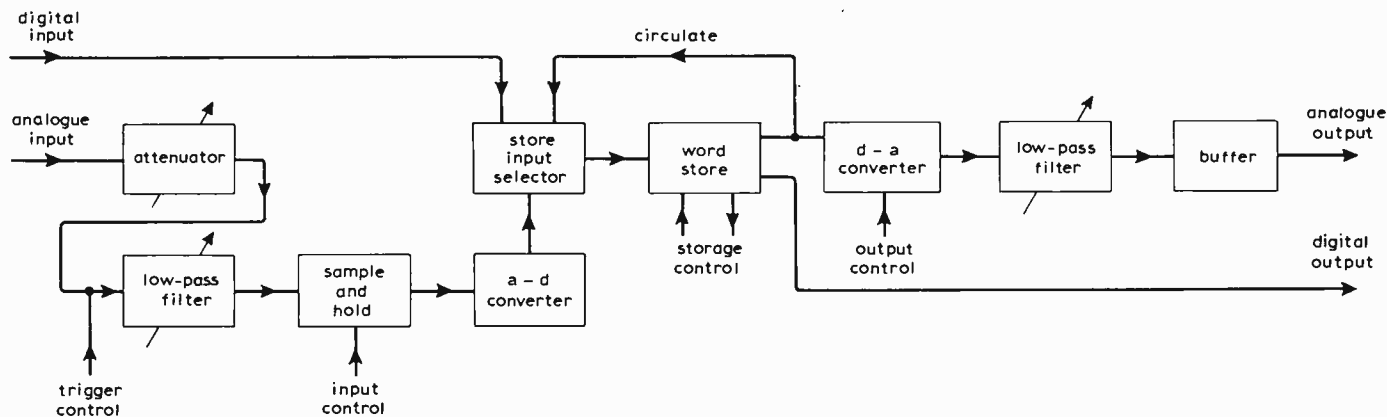 digital
input
circulate
analogue
input
attenuator
store
input
selector
word
store
d - a
converter
low-pass
filter
buffer
analogue
output
storage
control
output
control
digital
output
low-pass
filter
sample
and
hold
a - d
converter
trigger
control
input
control